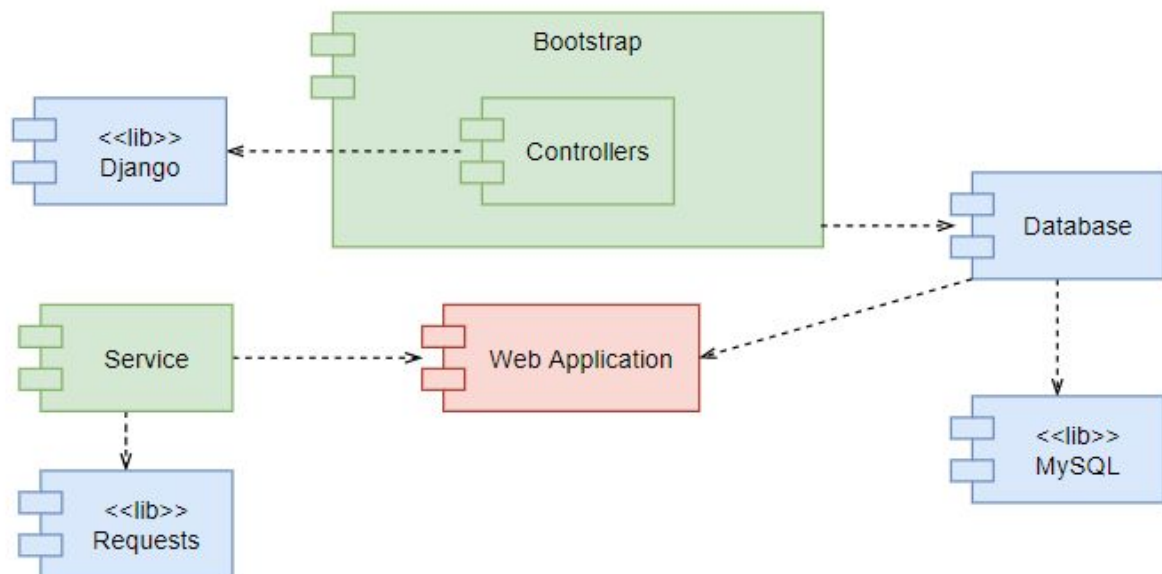 Bootstrap
<<lib>>
Django
Controllers
Database
Service
Web Application
<<lib>>
MySQL
<<lib>>
Requests